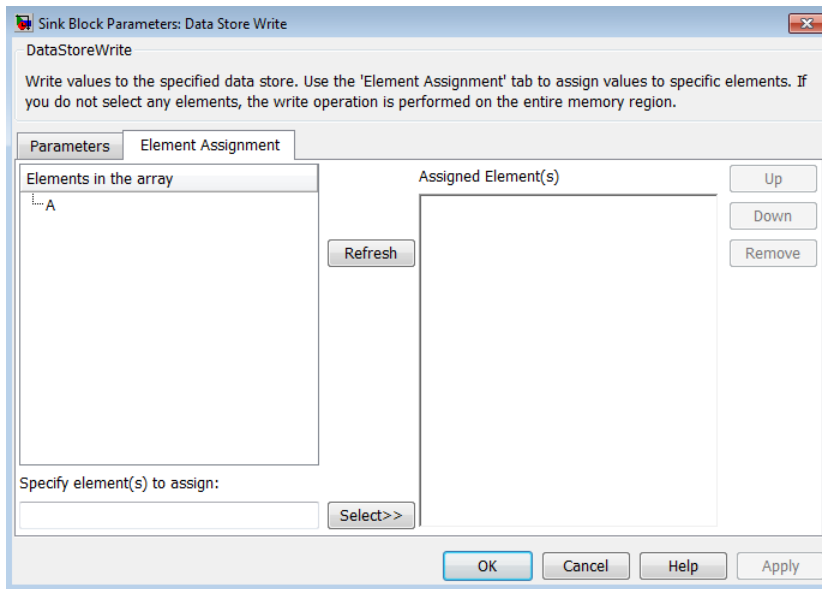 Sink Block Parameters: Data Store Write
DataStoreWrite
Write values to the specified data store. Use the 'Element Assignment' tab to assign values to specific elements. If
you do not select any elements, the write operation is performed on the entire memory region.
Parameters
Element Assignment
Elements in the array
A
Refresh
Specify element(s) to assign:
Select>>
Assigned Element(s)
Up
Down
Remove
OK
Cancel
Help
Apply